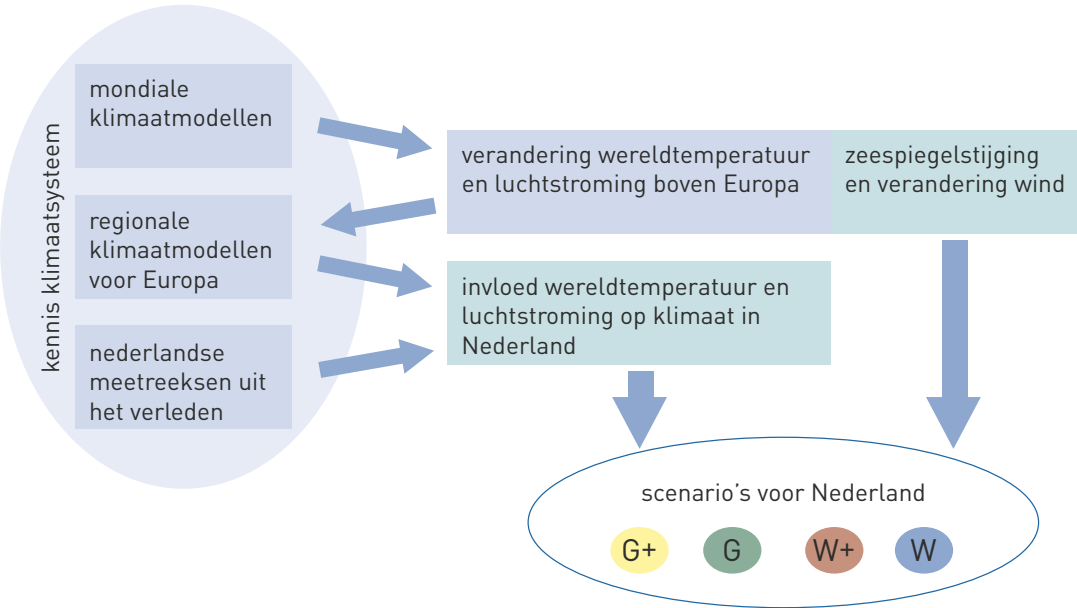 kennis klimaatsysteem
mondiale
klimaatmodellen
regionale
klimaatmodellen
voor Europa
nederlandse
meetreeksen uit
het verleden
verandering wereldtemperatuur
en luchtstroming boven Europa
zeespiegelstijging
en verandering wind
invloed wereldtemperatuur en
luchtstroming op klimaat in
Nederland
scenario's voor Nederland
G+ G W+ W